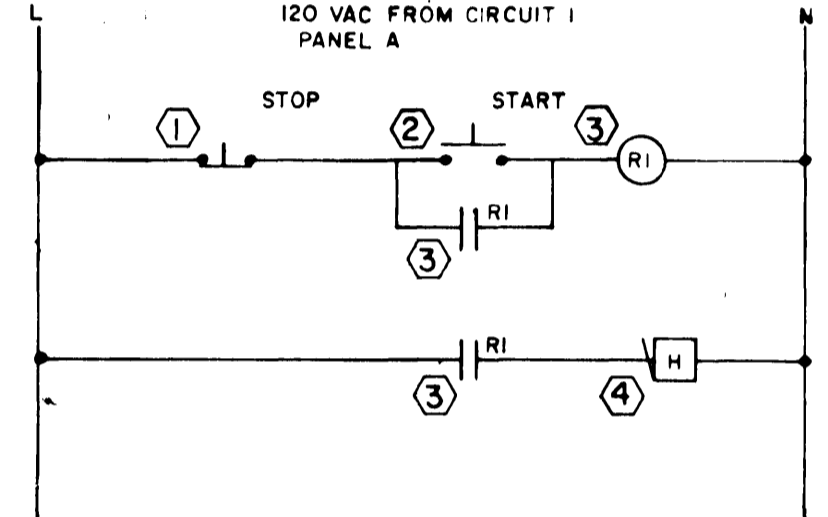 L 120 VAC FROM CIRCUIT 1 N
PANEL A
STOP START
1 2 3
R1
R1
3
R1
H
3 4